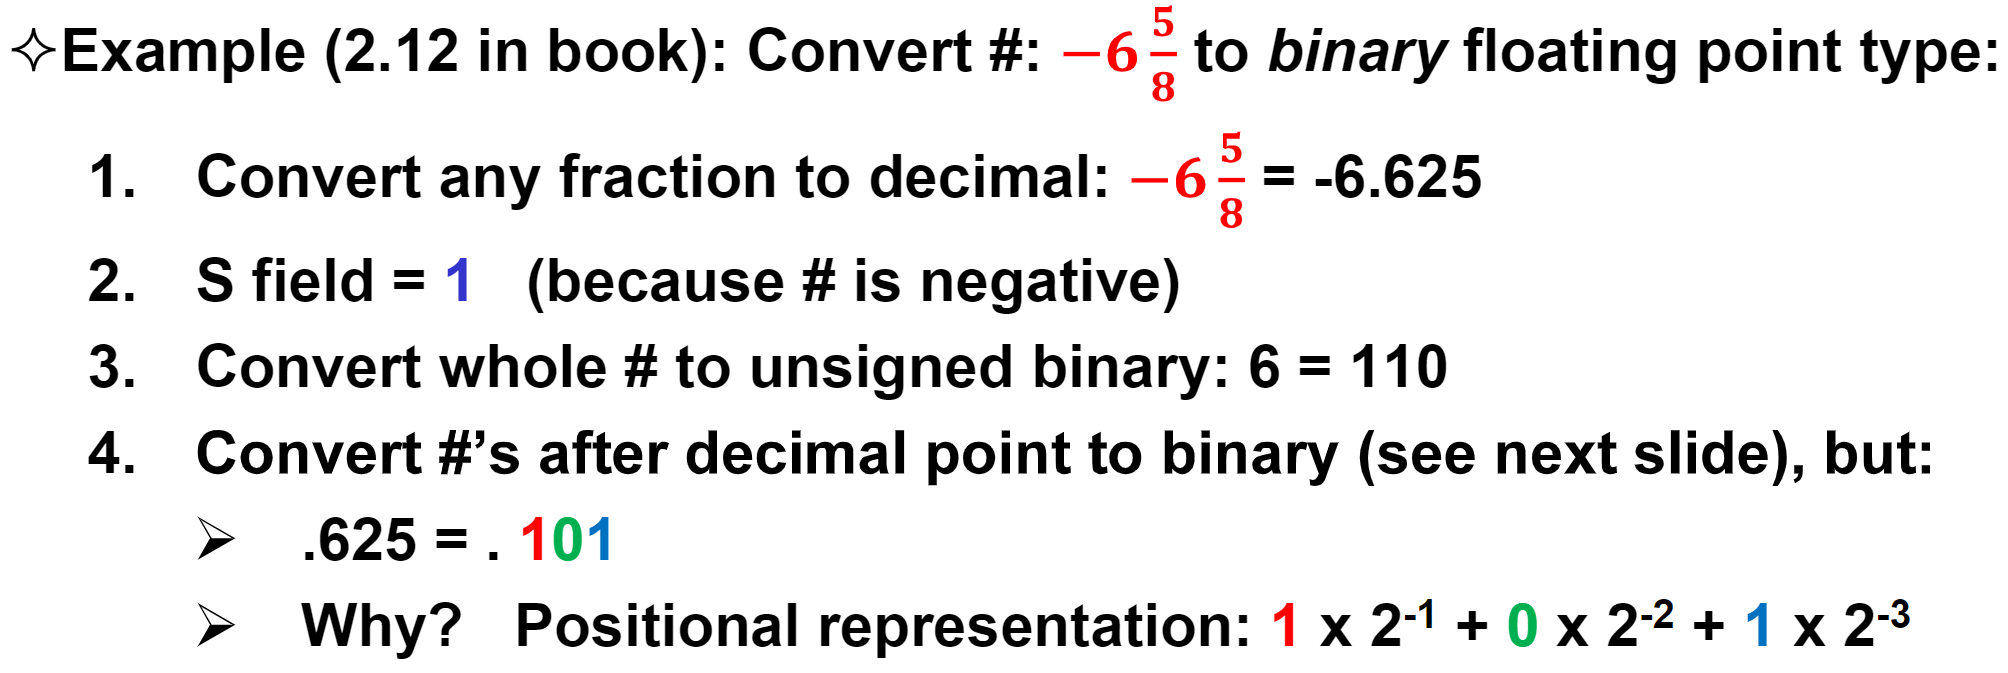 ✧Example (2.12 in book): Convert #: −6 5/8 to binary floating point type:
1. Convert any fraction to decimal: −6 5/8 = -6.625
2. S field = 1 (because # is negative)
3. Convert whole # to unsigned binary: 6 = 110
4. Convert #’s after decimal point to binary (see next slide), but:
➢ .625 = . 101
➢ Why? Positional representation: 1 x 2⁻¹ + 0 x 2⁻² + 1 x 2⁻³